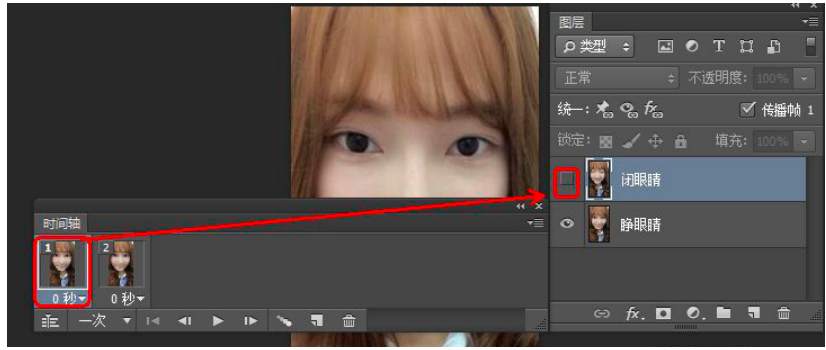 图层
类型
正常 不透明度: 100%
统一: 传播帧 1
锁定: 填充: 100%
闭眼睛
睁眼睛
时间轴
1 2
0 秒 0 秒
一次
fx.